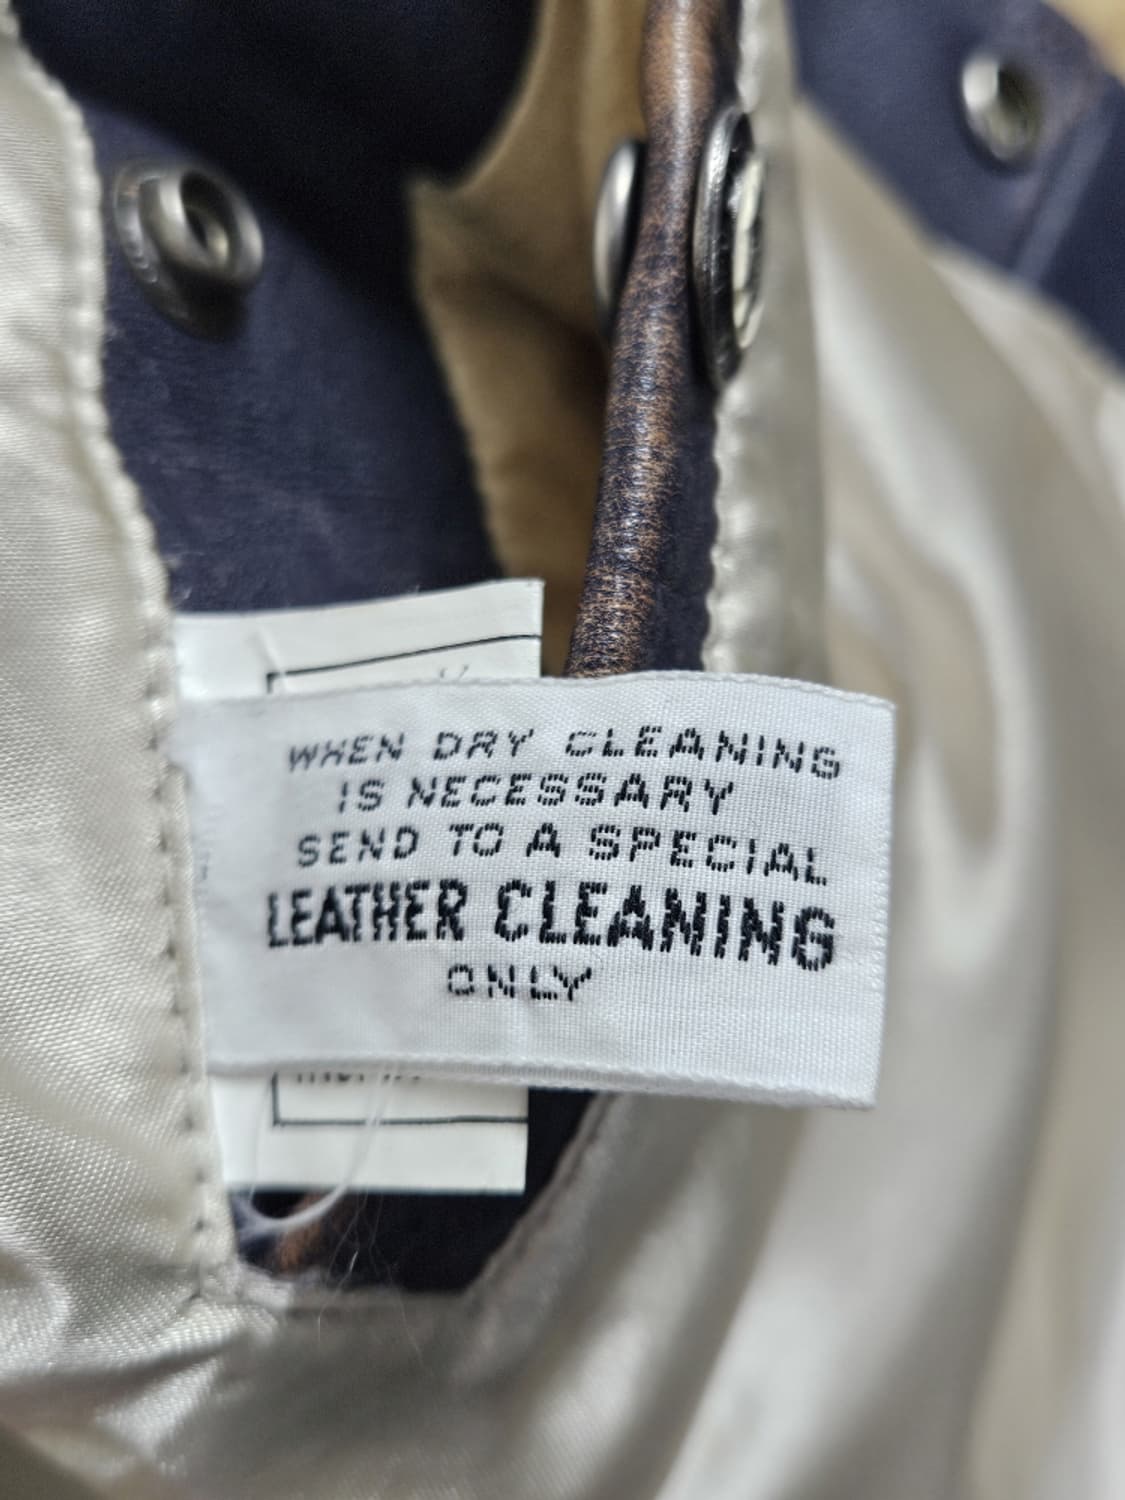 WHEN DRY CLEANING
IS NECESSARY
SEND TO A SPECIAL
LEATHER CLEANING
ONLY